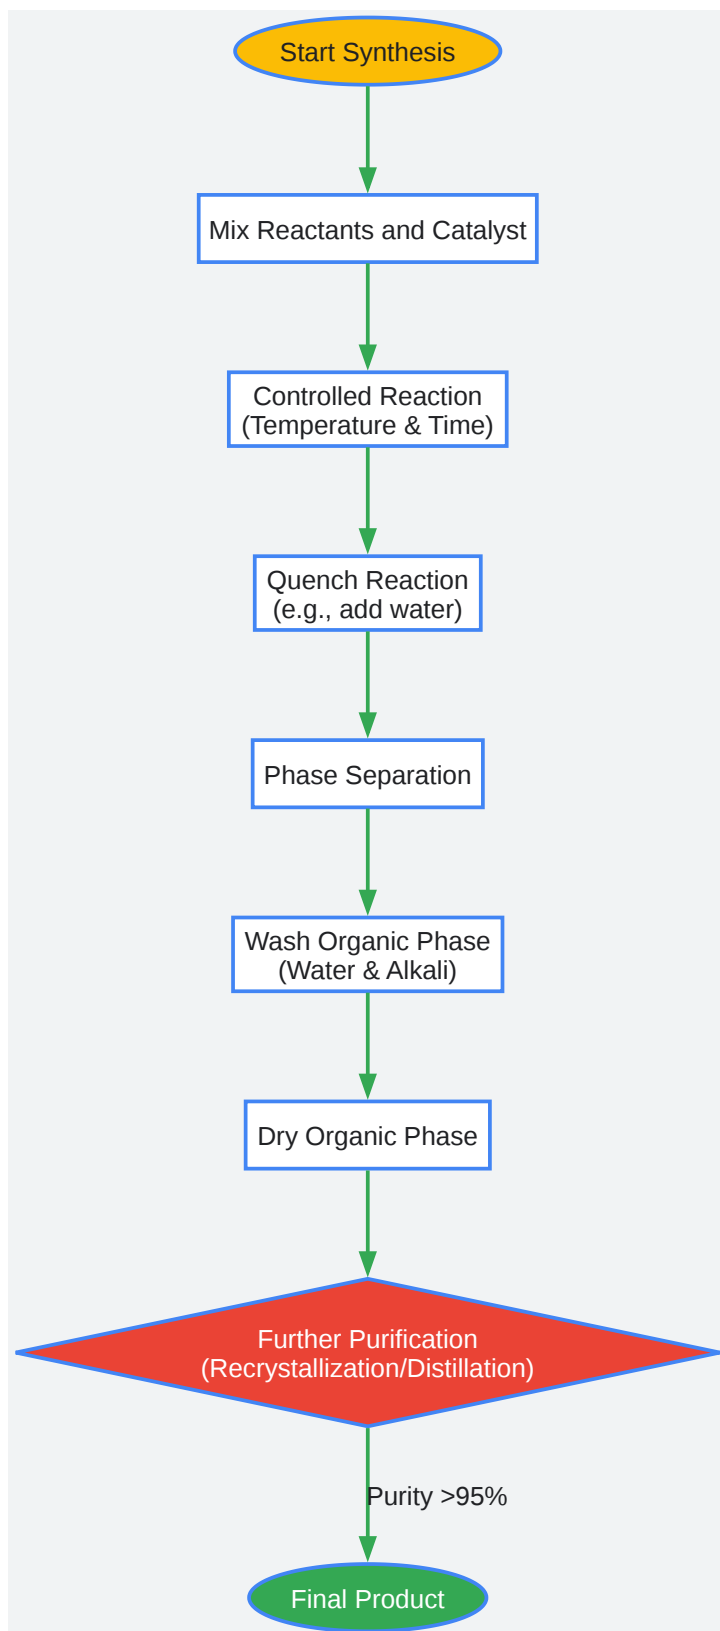 Start Synthesis
Mix Reactants and Catalyst
Controlled Reaction
(Temperature & Time)
Quench Reaction
(e.g., add water)
Phase Separation
Wash Organic Phase
(Water & Alkali)
Dry Organic Phase
Further Purification
(Recrystallization/Distillation)
Purity >95%
Final Product